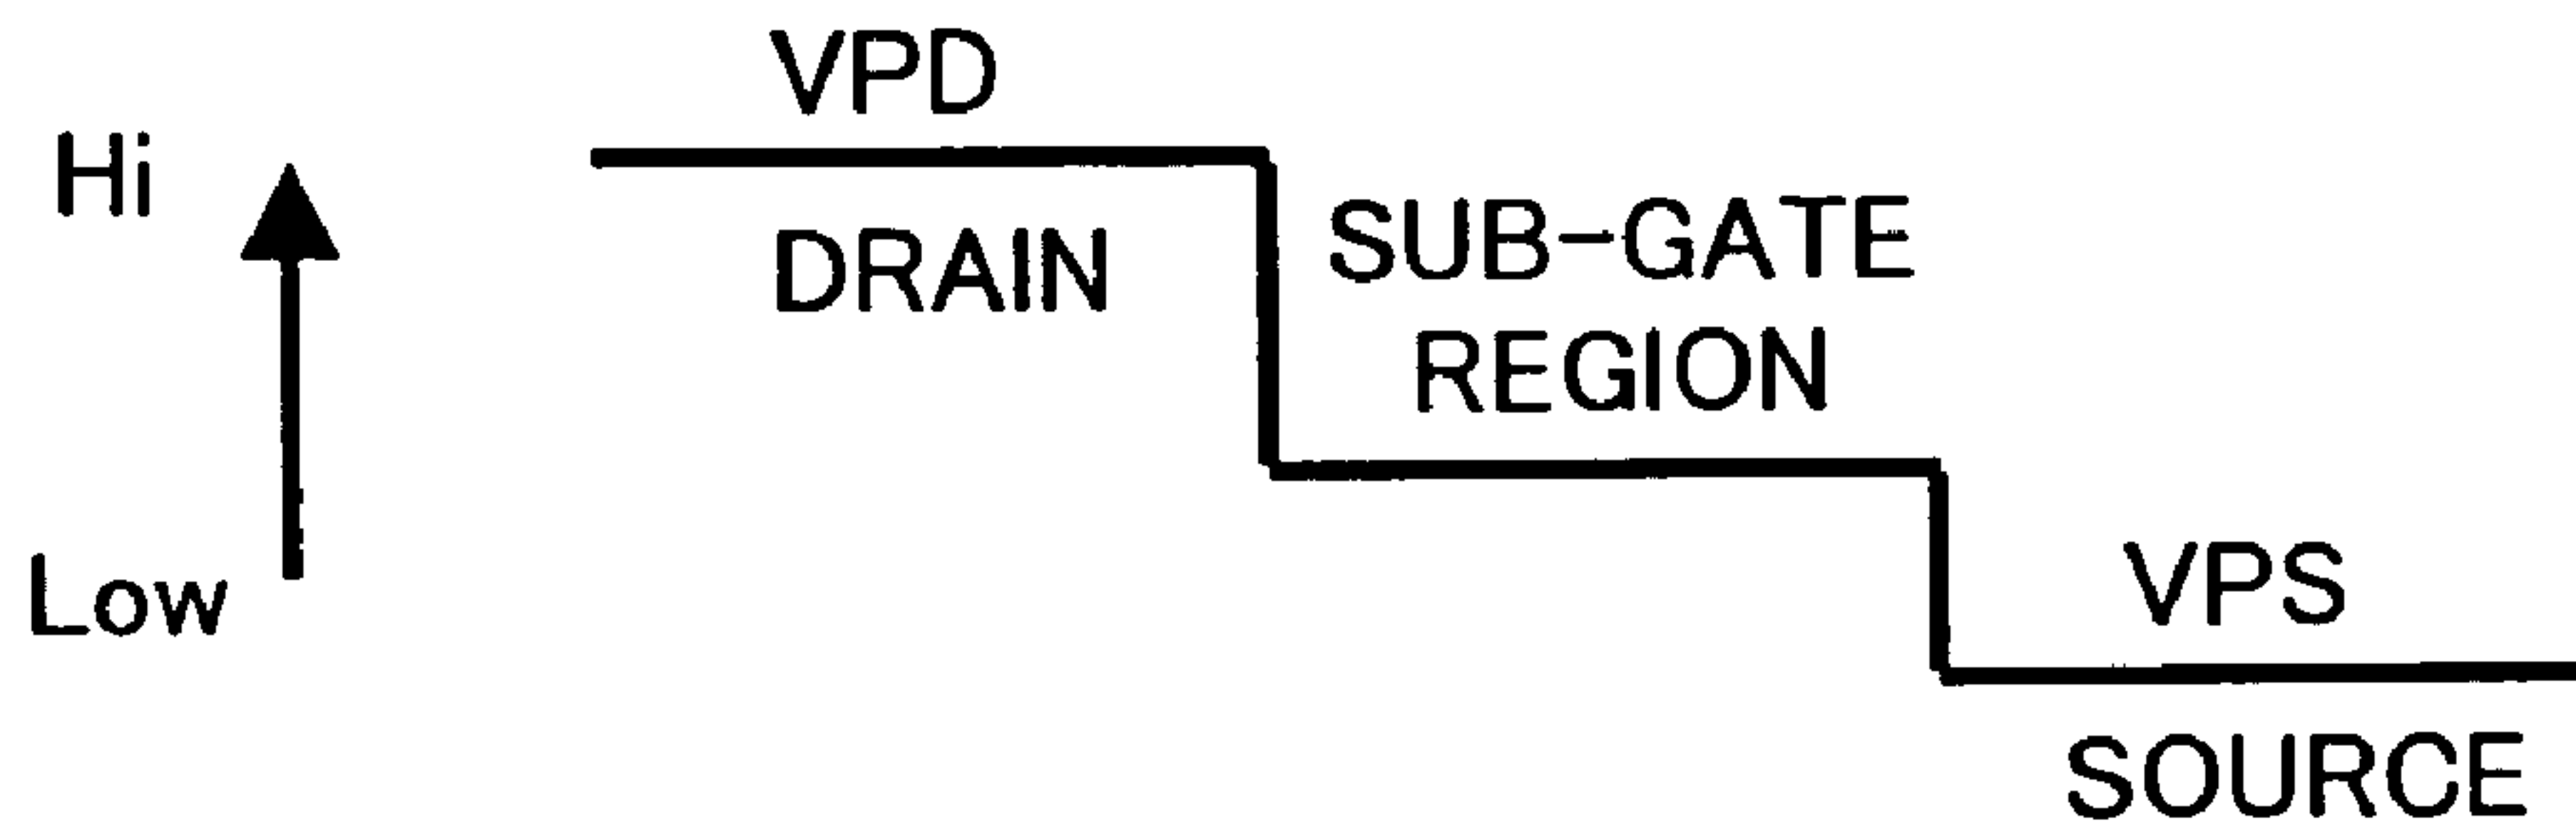 VPD
Hi
DRAIN
SUB-GATE
REGION
Low
VPS
SOURCE